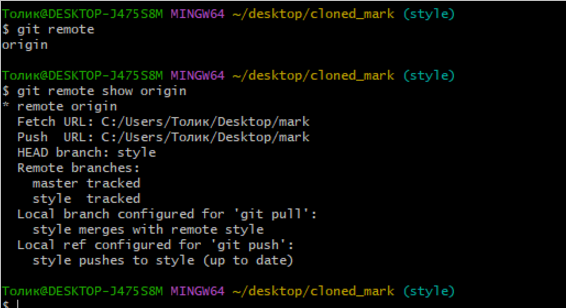 Толик@DESKTOP-J475S8M MINGW64 ~/desktop/cloned_mark (style)
$ git remote
origin
Толик@DESKTOP-J475S8M MINGW64 ~/desktop/cloned_mark (style)
$ git remote show origin
* remote origin
  Fetch URL: C:/Users/Толик/Desktop/mark
  Push  URL: C:/Users/Толик/Desktop/mark
  HEAD branch: style
  Remote branches:
    master tracked
    style  tracked
  Local branch configured for 'git pull':
    style merges with remote style
  Local ref configured for 'git push':
    style pushes to style (up to date)
Толик@DESKTOP-J475S8M MINGW64 ~/desktop/cloned_mark (style)
$